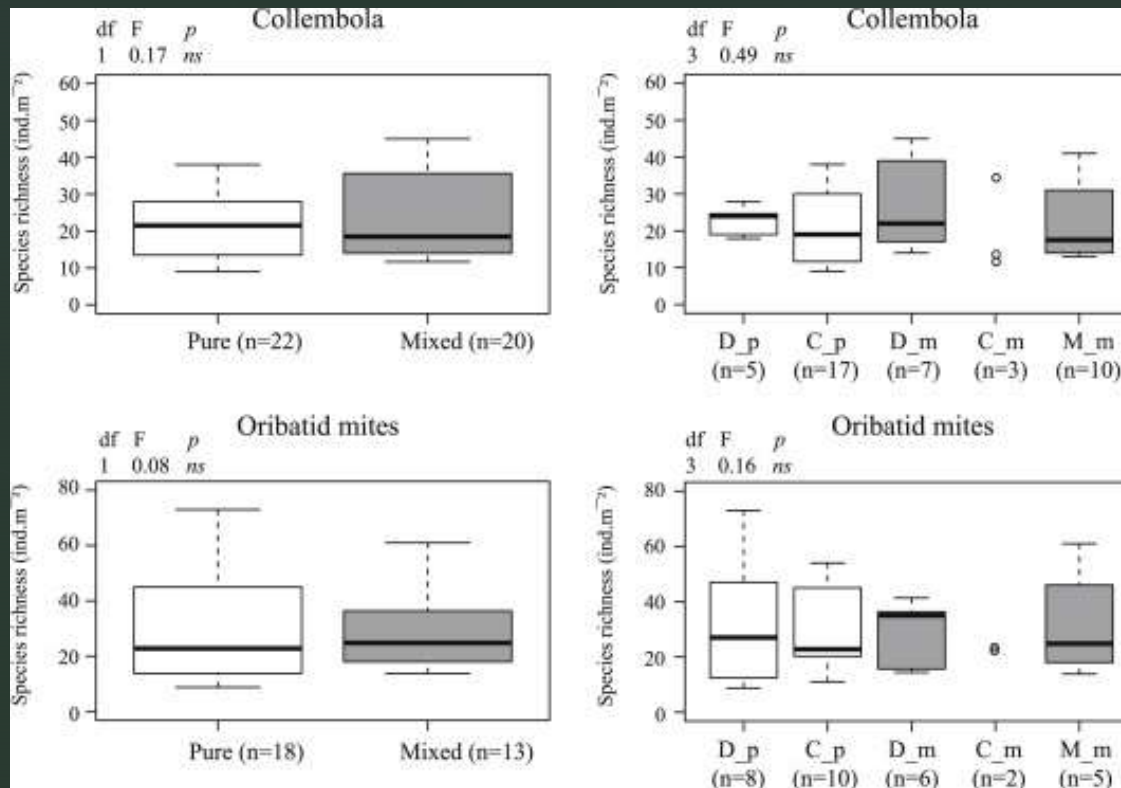 Collembola
df F p
1 0.17 ns
Species richness (ind.m⁻²)
60
50
40
30
20
10
0
Pure (n=22) Mixed (n=20)
Collembola
df F p
3 0.49 ns
Species richness (ind.m⁻²)
60
50
40
30
20
10
0
D_p C_p D_m C_m M_m
(n=5) (n=17) (n=7) (n=3) (n=10)
Oribatid mites
df F p
1 0.08 ns
Species richness (ind.m⁻²)
80
60
40
20
0
Pure (n=18) Mixed (n=13)
Oribatid mites
df F p
3 0.16 ns
Species richness (ind.m⁻²)
80
60
40
20
0
D_p C_p D_m C_m M_m
(n=8) (n=10) (n=6) (n=2) (n=5)